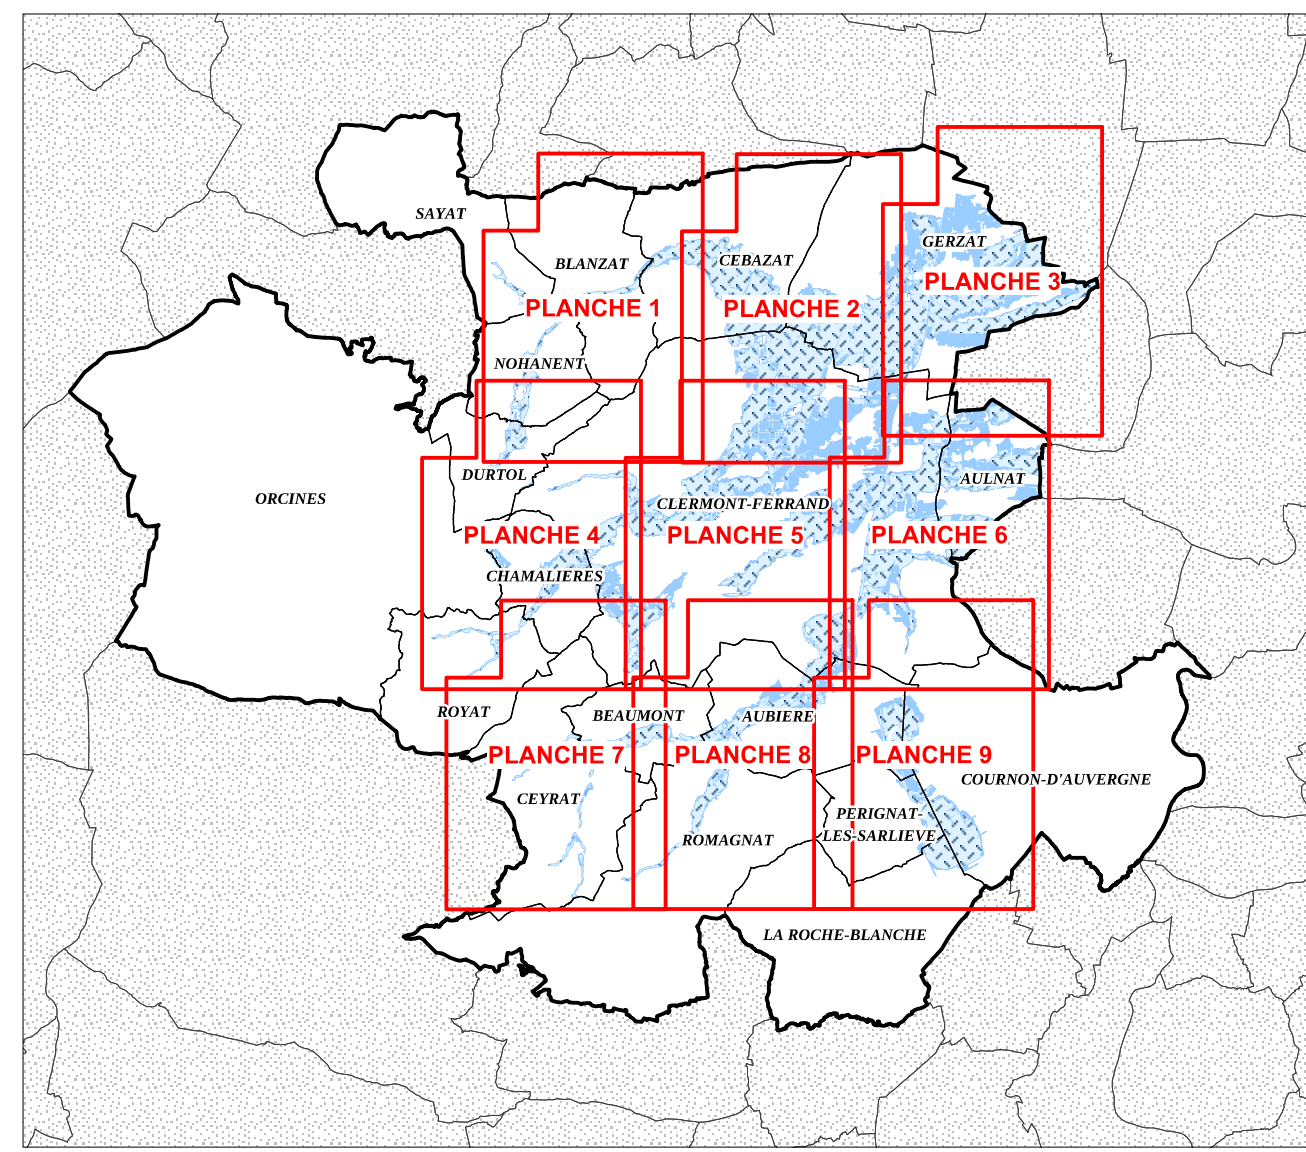 SAYAT
GERZAT
BLANZAT
CEBAZAT
PLANCHE 3
PLANCHE 1
PLANCHE 2
NOHANENT
DURTOL
AULNAT
ORCINES
CLERMONT-FERRAND
PLANCHE 4
PLANCHE 5
PLANCHE 6
CHAMALIERES
ROYAT
BEAUMONT
AUBIERE
PLANCHE 7
PLANCHE 8
PLANCHE 9
COURNON-D'AUVERGNE
CEYRAT
PERIGNAT-
LES-SARLIEVE
ROMAGNAT
LA ROCHE-BLANCHE